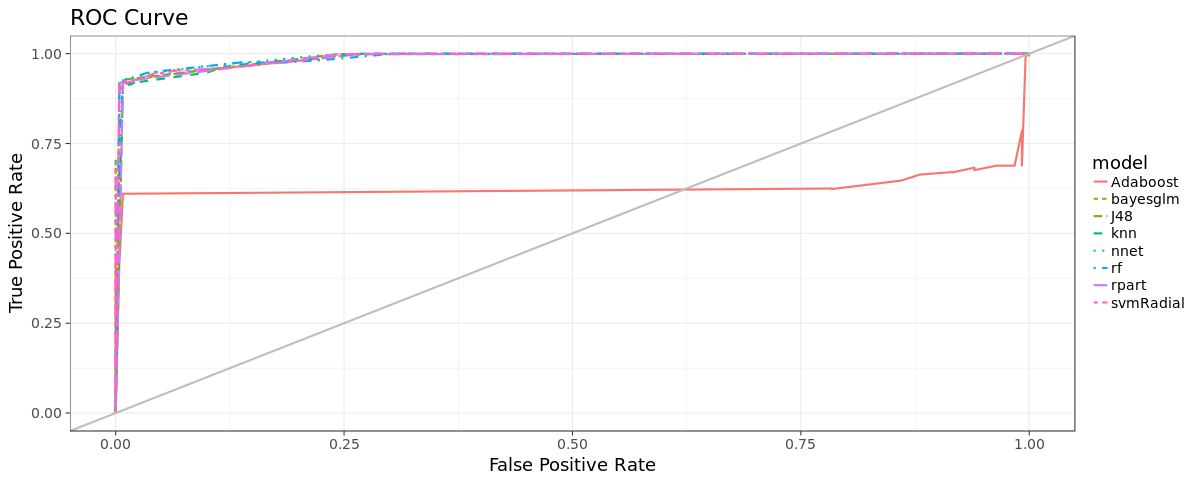 ROC Curve
1.00
0.75
0.50
0.25
0.00
True Positive Rate
0.00 0.25 0.50 0.75 1.00
False Positive Rate
model
Adaboost
bayesglm
J48
knn
nnet
rf
rpart
svmRadial